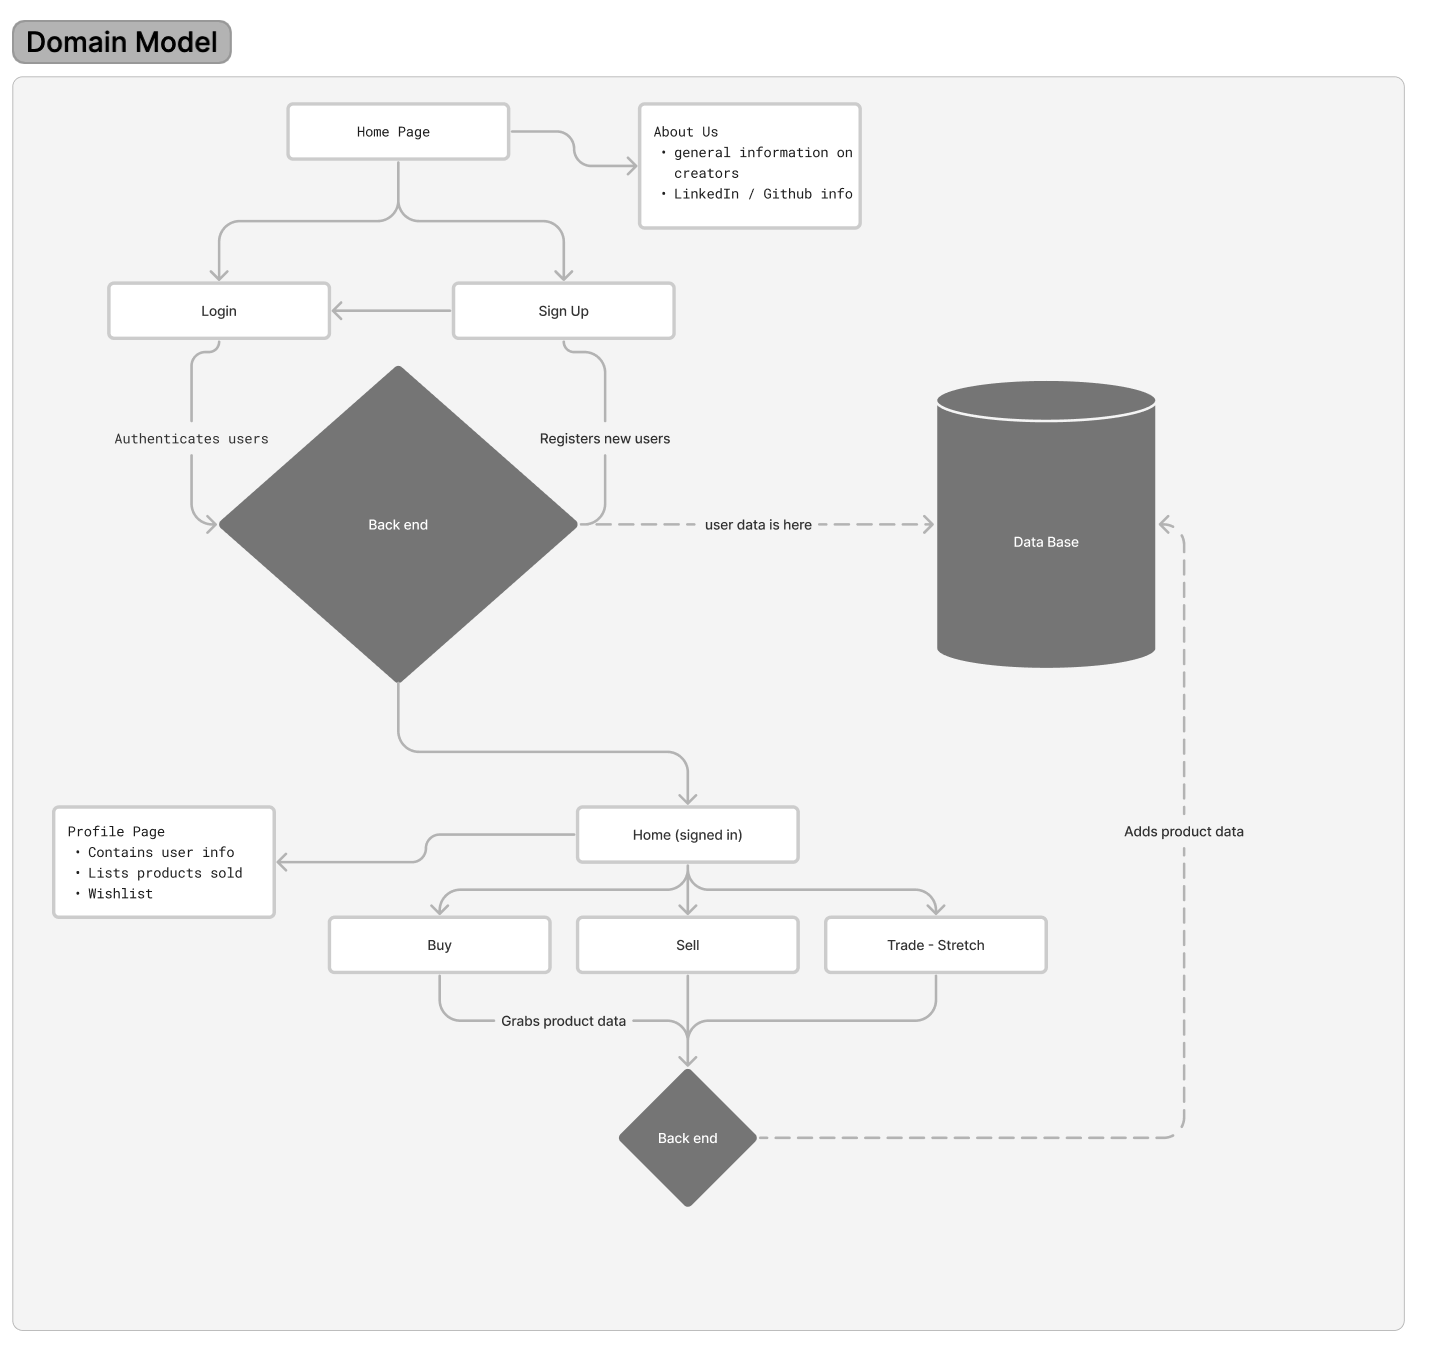 Domain Model
Home Page
About Us
• general information on
creators
• LinkedIn / Github info
Login
Sign Up
Authenticates users
Registers new users
Back end
user data is here
Data Base
Profile Page
• Contains user info
• Lists products sold
• Wishlist
Home (signed in)
Adds product data
Buy
Sell
Trade - Stretch
Grabs product data
Back end